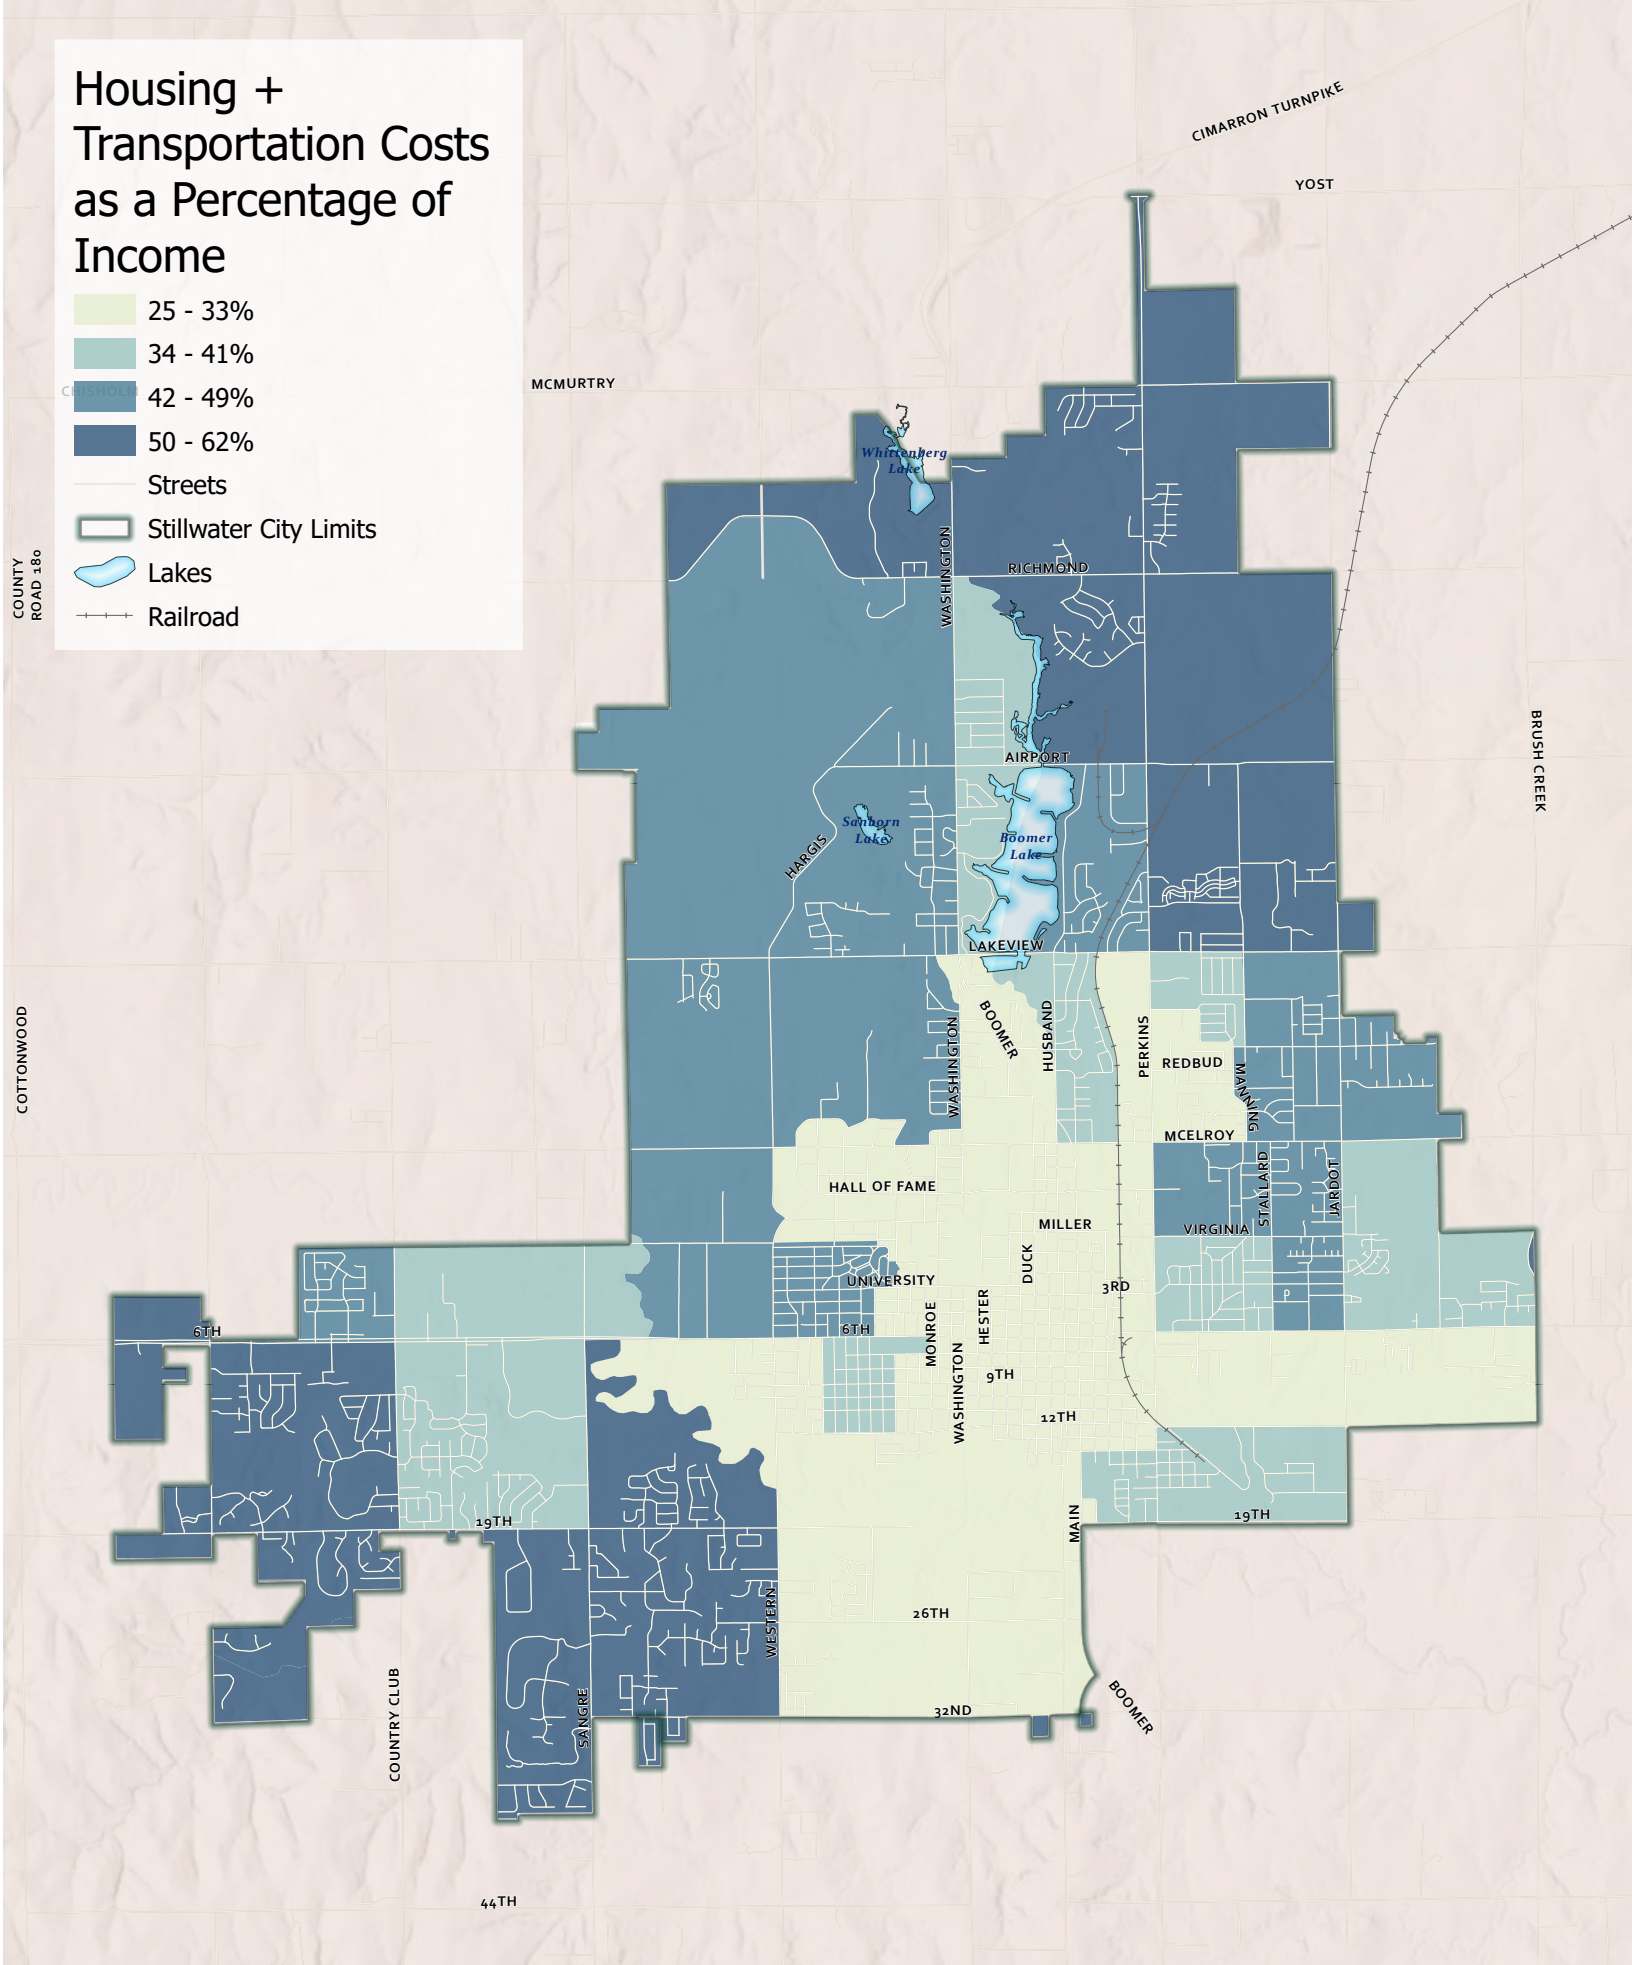 Housing +
Transportation Costs
as a Percentage of
Income
25 - 33%
34 - 41%
CHISHOLM
42 - 49%
50 - 62%
Streets
Stillwater City Limits
Lakes
Railroad
CIMARRON TURNPIKE
YOST
MCMURTRY
Whittenberg
Lake
WASHINGTON
RICHMOND
COUNTY
ROAD 180
BRUSH CREEK
AIRPORT
Sanborn
Lake
Boomer
Lake
HARGIS
LAKEVIEW
COTTONWOOD
WASHINGTON
BOOMER
HUSBAND
PERKINS
REDBUD
MANNING
MCELROY
HALL OF FAME
STALLARD
JARDOT
MILLER
VIRGINIA
DUCK
UNIVERSITY
3RD
MONROE
HESTER
6TH
6TH
WASHINGTON
9TH
12TH
19TH
MAIN
19TH
WESTERN
26TH
COUNTRY CLUB
SANGRE
32ND
BOOMER
44TH